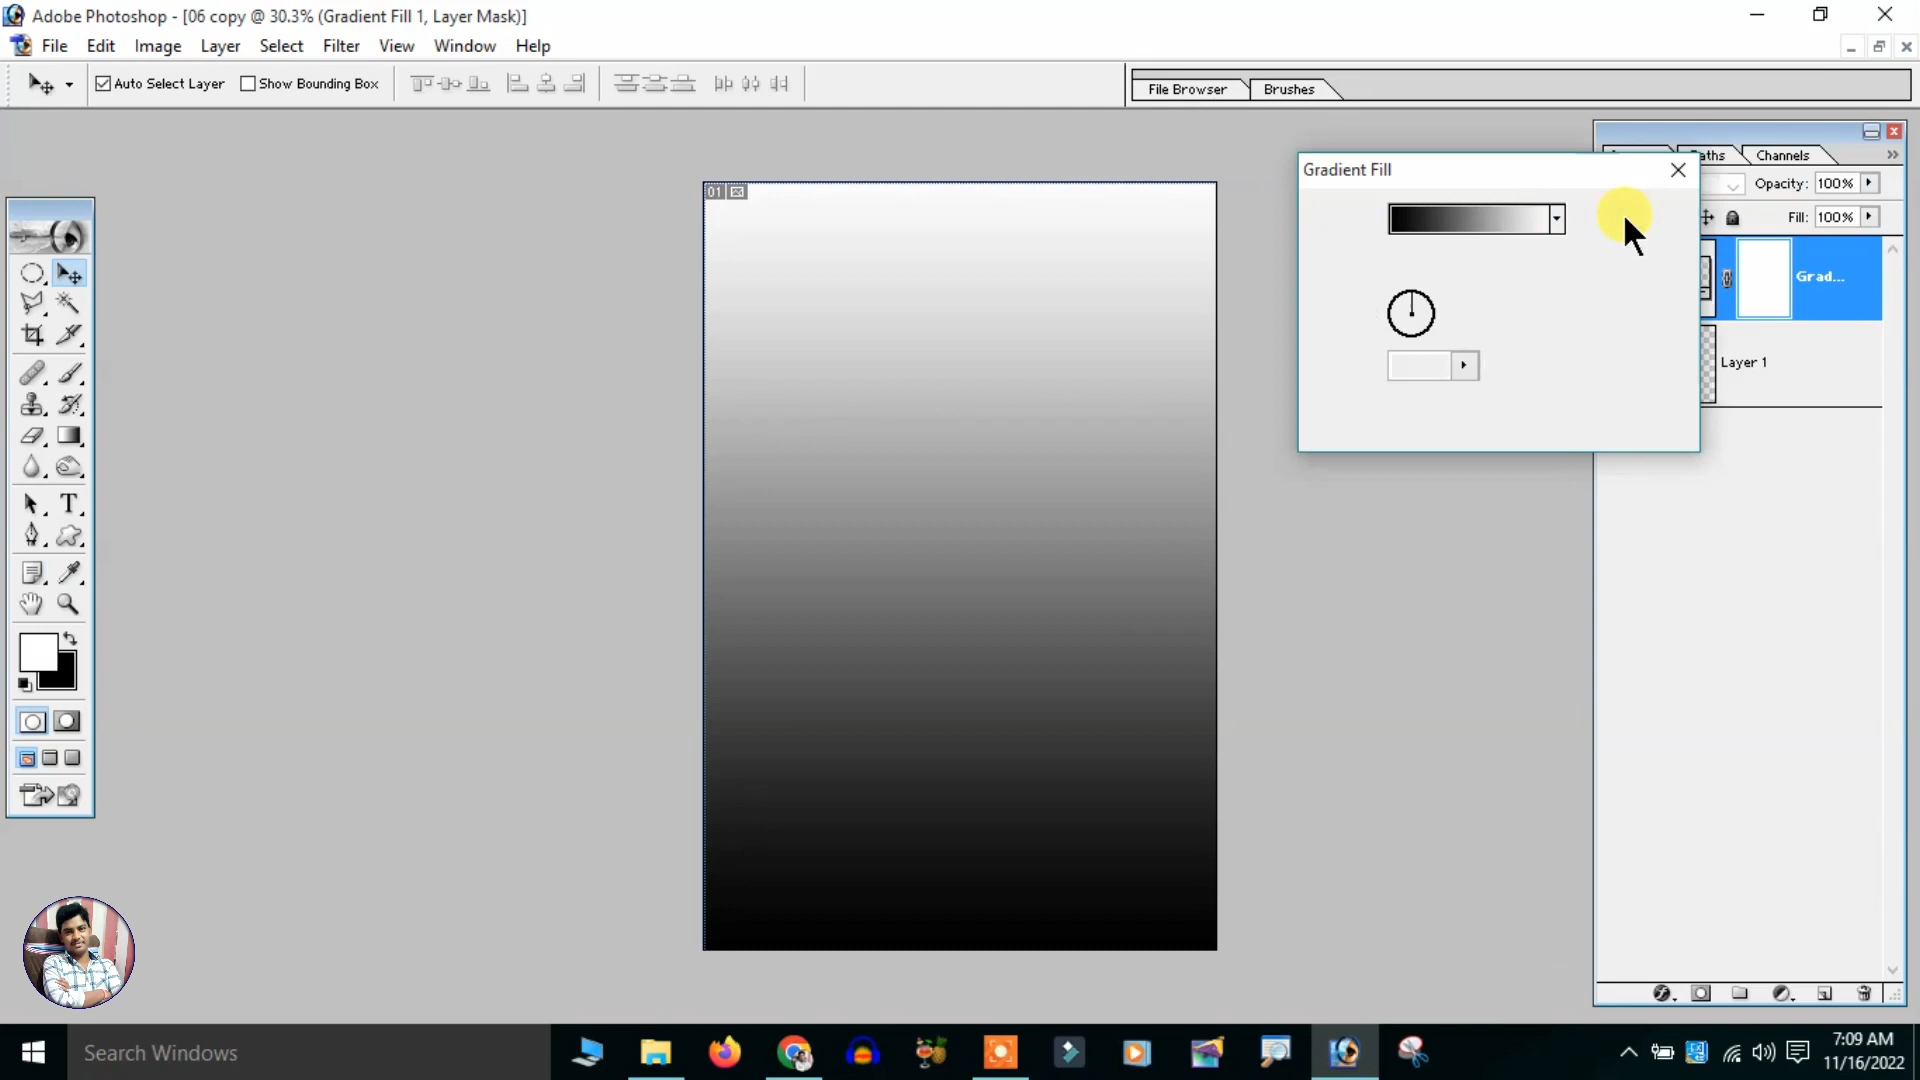 Adobe Photoshop - [06 copy @ 30.3% (Gradient Fill 1, Layer Mask)]
File Edit Image Layer Select Filter View Window Help
Auto Select Layer Show Bounding Box
File Browser Brushes
01
Gradient Fill
Channels
Opacity: 100%
Fill: 100%
Grad...
Layer 1
T
Search Windows
7:09 AM
11/16/2022